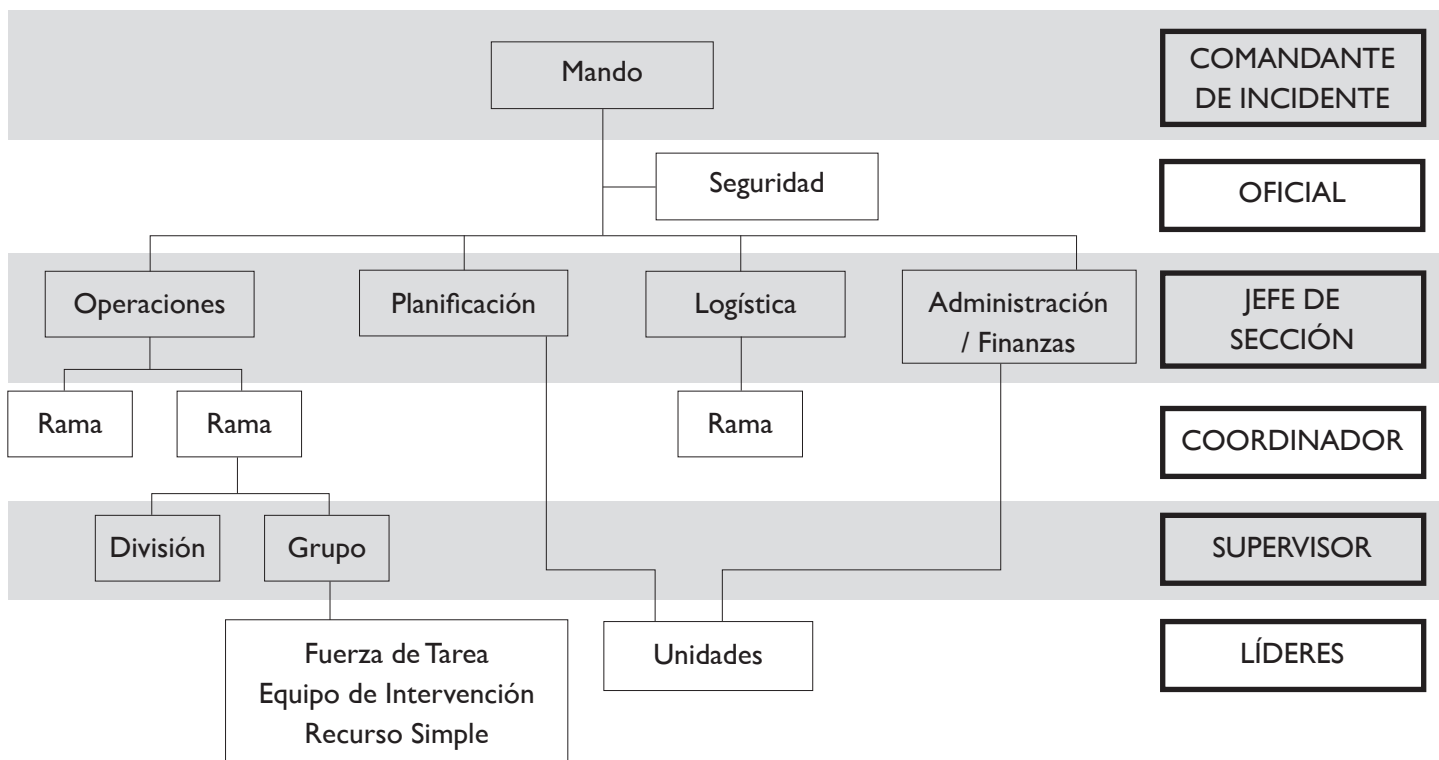 Mando
COMANDANTE
DE INCIDENTE
Seguridad
OFICIAL
Operaciones
Planificación
Logística
Administración
/ Finanzas
JEFE DE
SECCIÓN
Rama
Rama
Rama
COORDINADOR
División
Grupo
SUPERVISOR
Fuerza de Tarea
Equipo de Intervención
Recurso Simple
Unidades
LÍDERES